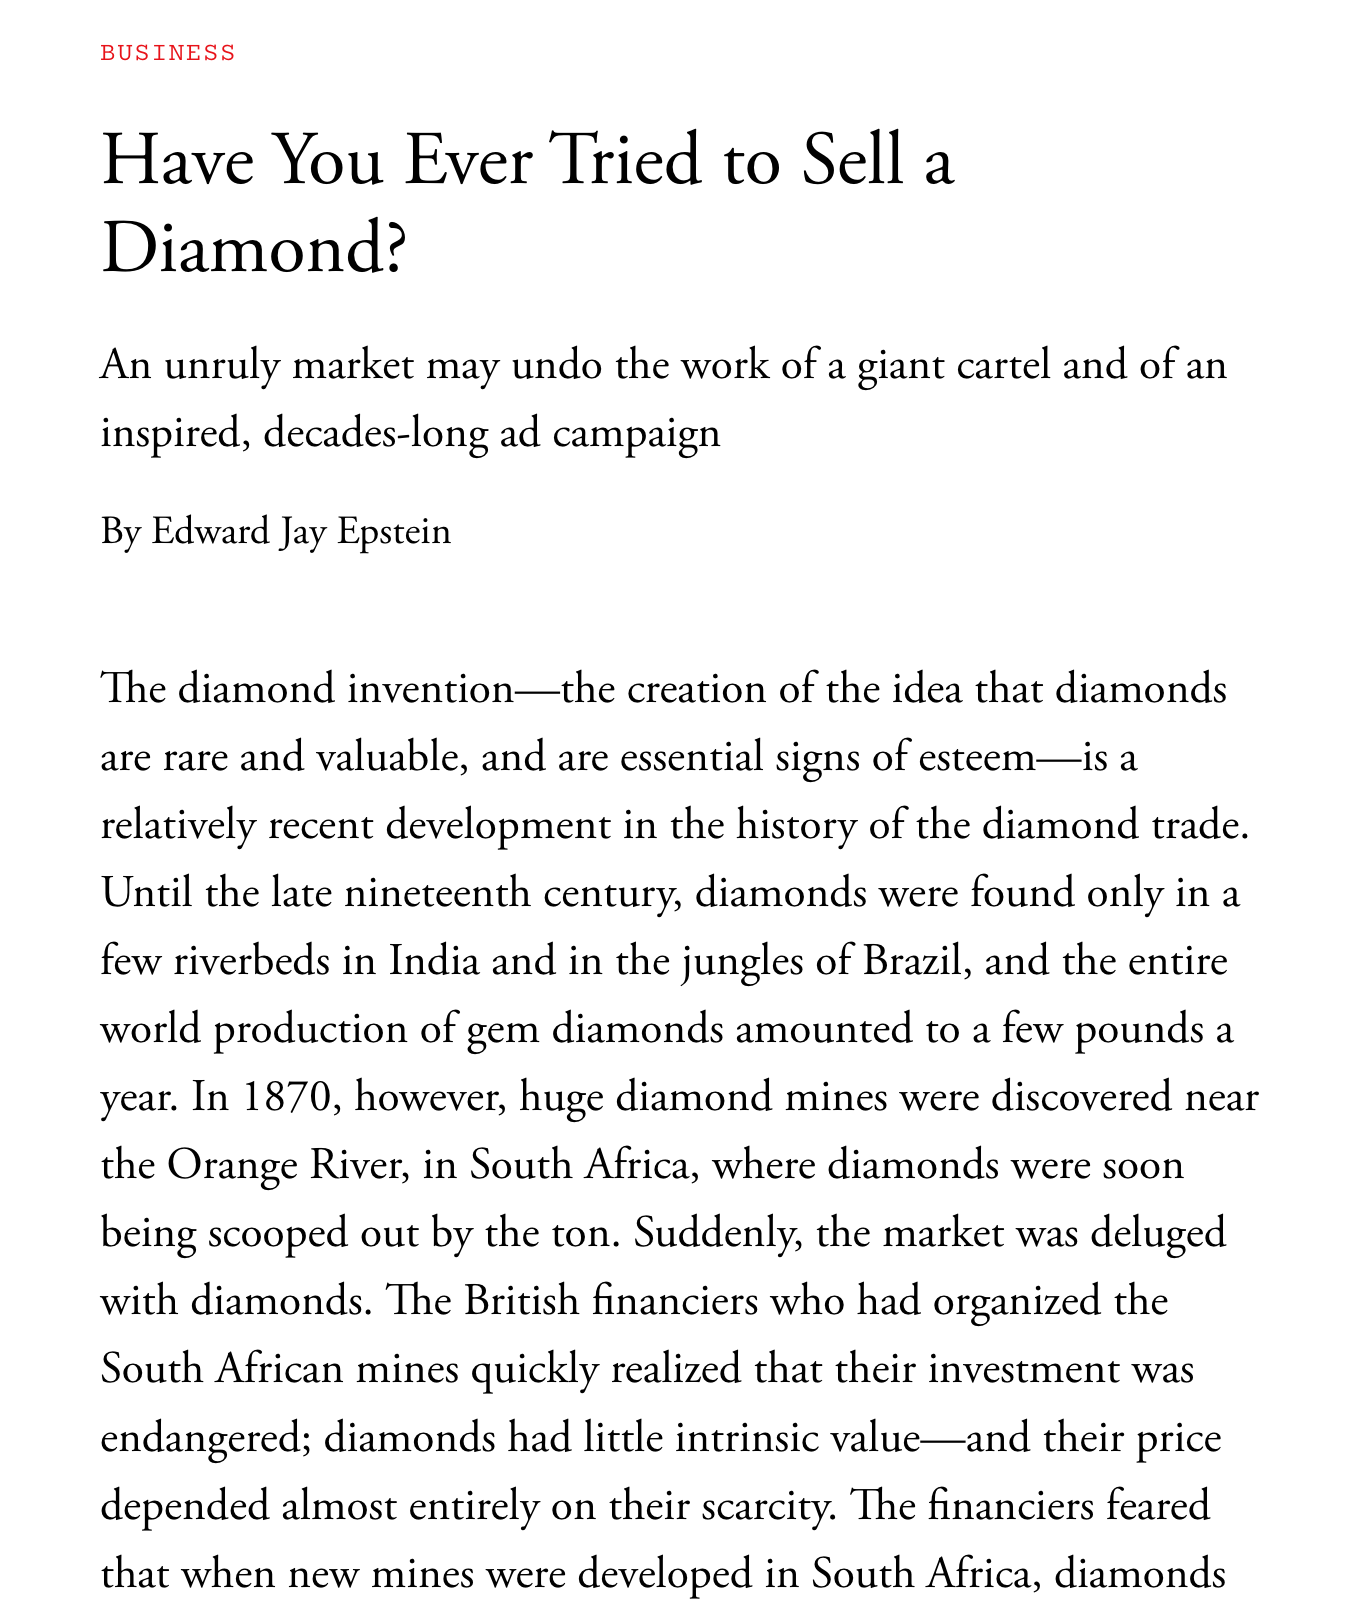 BUSINESS
Have You Ever Tried to Sell a
Diamond?
An unruly market may undo the work of a giant cartel and of an
inspired, decades-long ad campaign
By Edward Jay Epstein
The diamond invention—the creation of the idea that diamonds
are rare and valuable, and are essential signs of esteem—is a
relatively recent development in the history of the diamond trade.
Until the late nineteenth century, diamonds were found only in a
few riverbeds in India and in the jungles of Brazil, and the entire
world production of gem diamonds amounted to a few pounds a
year. In 1870, however, huge diamond mines were discovered near
the Orange River, in South Africa, where diamonds were soon
being scooped out by the ton. Suddenly, the market was deluged
with diamonds. The British financiers who had organized the
South African mines quickly realized that their investment was
endangered; diamonds had little intrinsic value—and their price
depended almost entirely on their scarcity. The financiers feared
that when new mines were developed in South Africa, diamonds